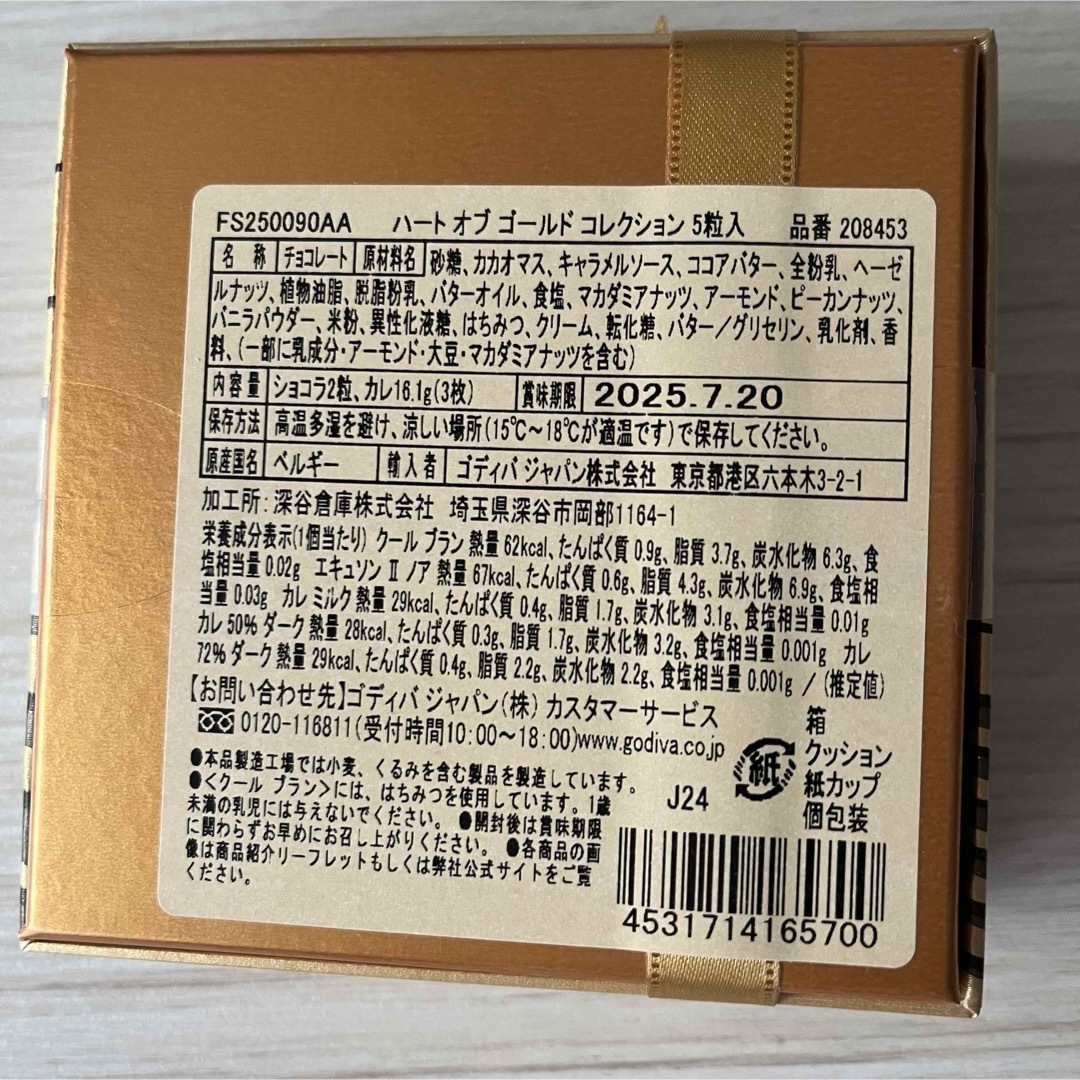 FS250090AA ハート オブ ゴールド コレクション 5粒入 品番 208453
名 称 チョコレート 原材料名 砂糖、カカオマス、キャラメルソース、ココアバター、全粉乳、ヘーゼ
ルナッツ、植物油脂、脱脂粉乳、バターオイル、食塩、マカダミアナッツ、アーモンド、ピーカンナッツ、
バニラパウダー、米粉、異性化液糖、はちみつ、クリーム、転化糖、バター／グリセリン、乳化剤、香
料、(一部に乳成分・アーモンド・大豆・マカダミアナッツを含む)
内容量 ショコラ2粒、カレ16.1g(3枚) 賞味期限 2025.7.20
保存方法 高温多湿を避け、涼しい場所(15℃～18℃が適温です)で保存してください。
原産国名 ベルギー 輸入者 ゴディバ ジャパン株式会社 東京都港区六本木3-2-1
加工所：深谷倉庫株式会社 埼玉県深谷市岡部1164-1
栄養成分表示(1個当たり) クール ブラン 熱量 62kcal、たんぱく質 0.9g、脂質 3.7g、炭水化物 6.3g、食
塩相当量 0.02g エキュソン Ⅱ ノア 熱量 67kcal、たんぱく質 0.6g、脂質 4.3g、炭水化物 6.9g、食塩相
当量 0.03g カレ ミルク 熱量 29kcal、たんぱく質 0.4g、脂質 1.7g、炭水化物 3.1g、食塩相当量 0.01g
カレ 50% ダーク 熱量 28kcal、たんぱく質 0.3g、脂質 1.7g、炭水化物 3.2g、食塩相当量 0.001g カレ
72% ダーク 熱量 29kcal、たんぱく質 0.4g、脂質 2.2g、炭水化物 2.2g、食塩相当量 0.001g ／ (推定値)
【お問い合わせ先】ゴディバ ジャパン(株) カスタマーサービス
0120-116811(受付時間10:00～18:00)www.godiva.co.jp
●本品製造工場では小麦、くるみを含む製品を製造しています。
●＜クール ブラン＞には、はちみつを使用しています。1歳
未満の乳児には与えないでください。 ●開封後は賞味期限
に関わらずお早めにお召し上がりください。 ●各商品の画
像は商品紹介リーフレットもしくは弊社公式サイトをご覧
ください。
J24
紙
箱
クッション
紙カップ
個包装
4531714165700